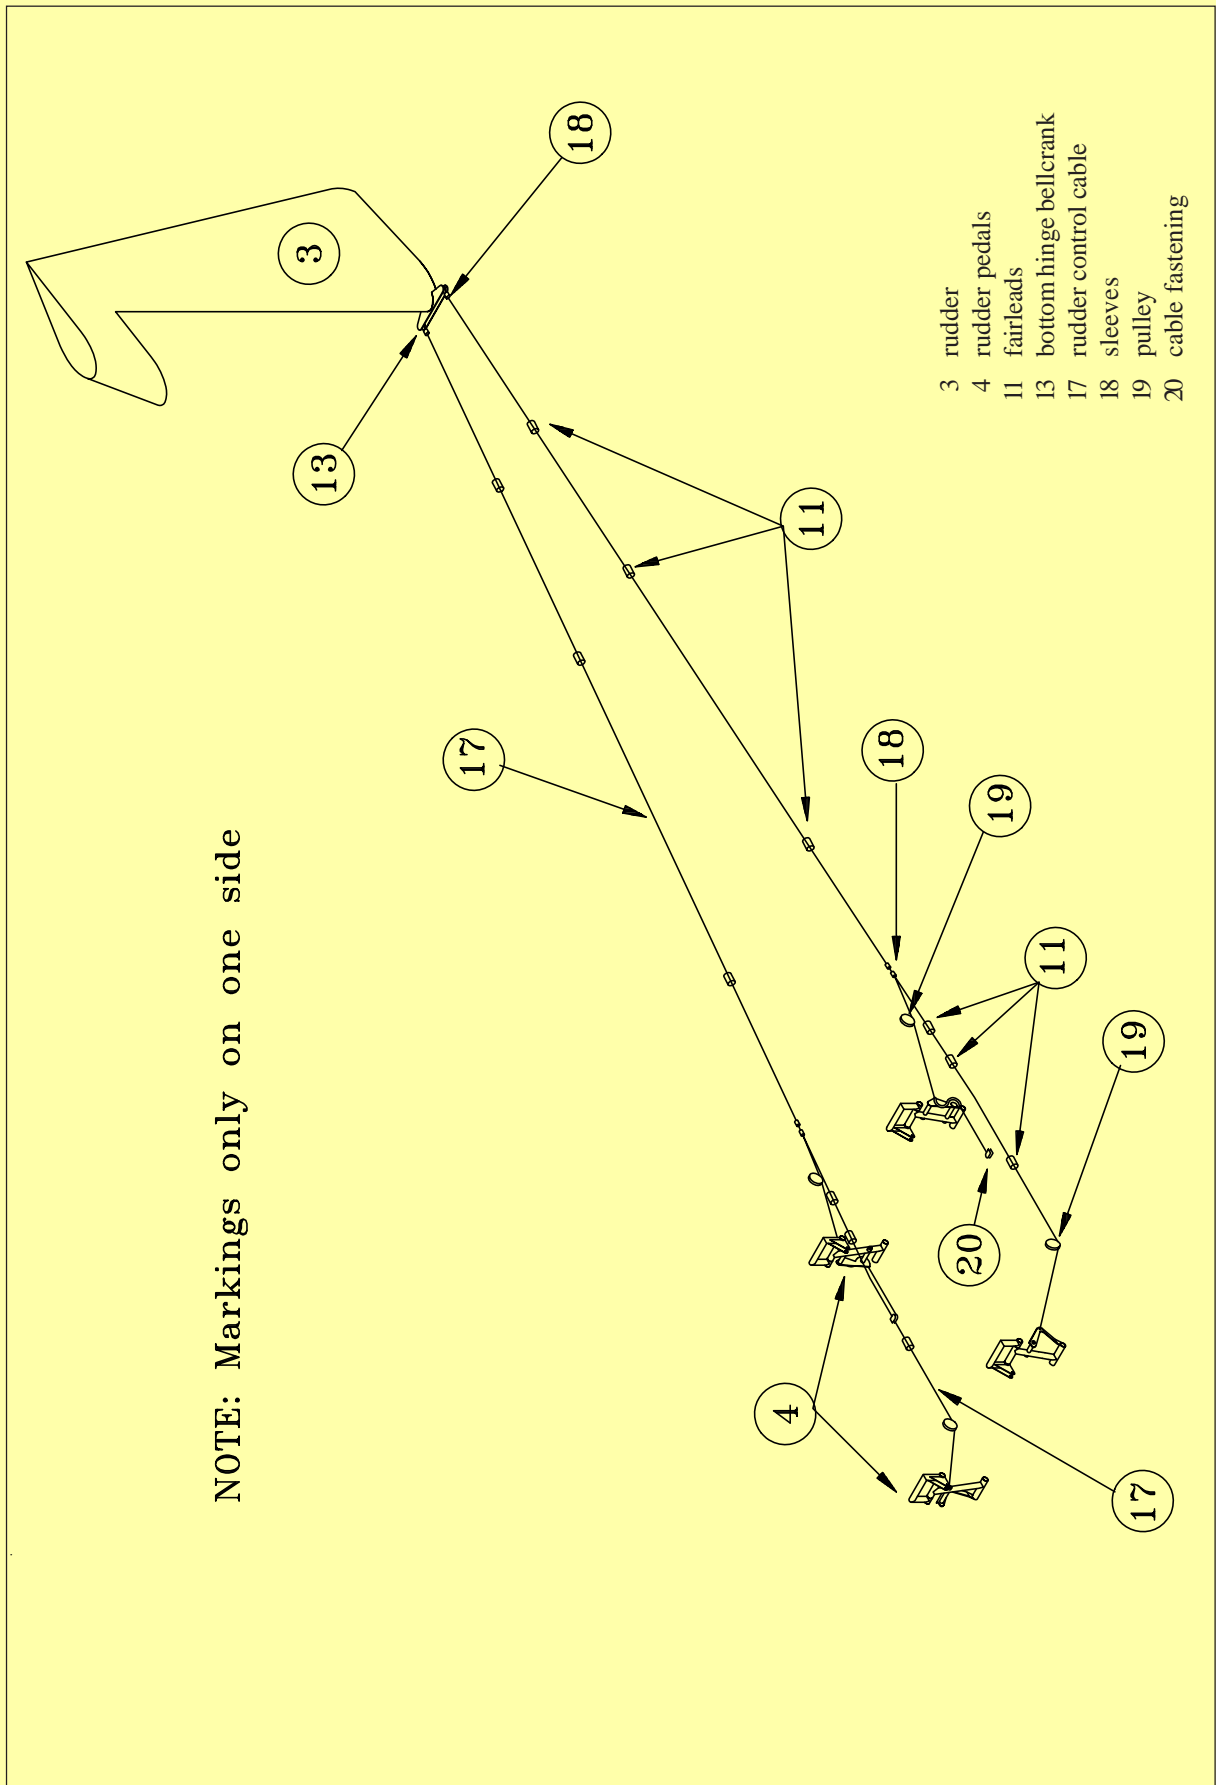 NOTE: Markings only on one side
3
18
13
11
17
18
19
11
19
20
4
17
3 rudder
4 rudder pedals
11 fairleads
13 bottom hinge bellcrank
17 rudder control cable
18 sleeves
19 pulley
20 cable fastening